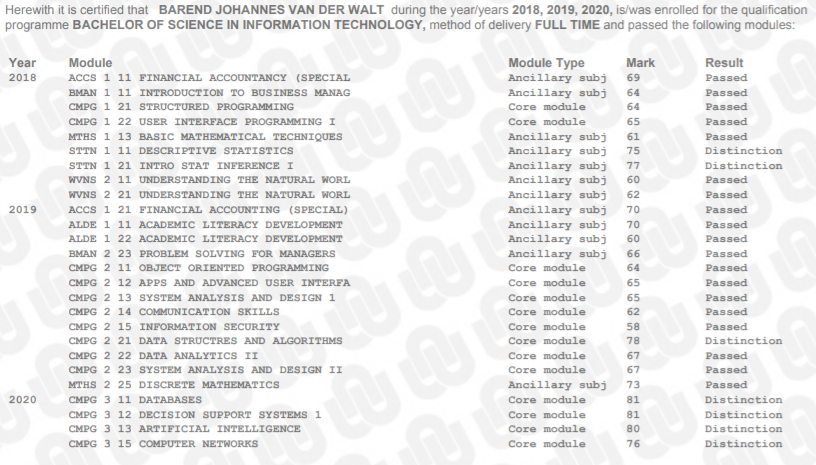 Herewith it is certified that BAREND JOHANNES VAN DER WALT during the year/years 2018, 2019, 2020, is/was enrolled for the qualification
programme BACHELOR OF SCIENCE IN INFORMATION TECHNOLOGY, method of delivery FULL TIME and passed the following modules:
Year Module Module Type Mark Result
2018 ACCS 1 11 FINANCIAL ACCOUNTANCY (SPECIAL Ancillary subj 69 Passed
BMAN 1 11 INTRODUCTION TO BUSINESS MANAG Ancillary subj 64 Passed
CMPG 1 21 STRUCTURED PROGRAMMING Core module 64 Passed
CMPG 1 22 USER INTERFACE PROGRAMMING I Core module 65 Passed
MTHS 1 13 BASIC MATHEMATICAL TECHNIQUES Ancillary subj 61 Passed
STTN 1 11 DESCRIPTIVE STATISTICS Ancillary subj 75 Distinction
STTN 1 21 INTRO STAT INFERENCE I Ancillary subj 77 Distinction
WVNS 2 11 UNDERSTANDING THE NATURAL WORL Ancillary subj 60 Passed
WVNS 2 21 UNDERSTANDING THE NATURAL WORL Ancillary subj 62 Passed
2019 ACCS 1 21 FINANCIAL ACCOUNTING (SPECIAL) Ancillary subj 70 Passed
ALDE 1 11 ACADEMIC LITERACY DEVELOPMENT Ancillary subj 70 Passed
ALDE 1 22 ACADEMIC LITERACY DEVELOPMENT Ancillary subj 60 Passed
BMAN 2 23 PROBLEM SOLVING FOR MANAGERS Ancillary subj 66 Passed
CMPG 2 11 OBJECT ORIENTED PROGRAMMING Core module 64 Passed
CMPG 2 12 APPS AND ADVANCED USER INTERFA Core module 65 Passed
CMPG 2 13 SYSTEM ANALYSIS AND DESIGN 1 Core module 65 Passed
CMPG 2 14 COMMUNICATION SKILLS Core module 62 Passed
CMPG 2 15 INFORMATION SECURITY Core module 58 Passed
CMPG 2 21 DATA STRUCTRES AND ALGORITHMS Core module 78 Distinction
CMPG 2 22 DATA ANALYTICS II Core module 67 Passed
CMPG 2 23 SYSTEM ANALYSIS AND DESIGN II Core module 67 Passed
MTHS 2 25 DISCRETE MATHEMATICS Ancillary subj 73 Passed
2020 CMPG 3 11 DATABASES Core module 81 Distinction
CMPG 3 12 DECISION SUPPORT SYSTEMS 1 Core module 81 Distinction
CMPG 3 13 ARTIFICIAL INTELLIGENCE Core module 80 Distinction
CMPG 3 15 COMPUTER NETWORKS Core module 76 Distinction